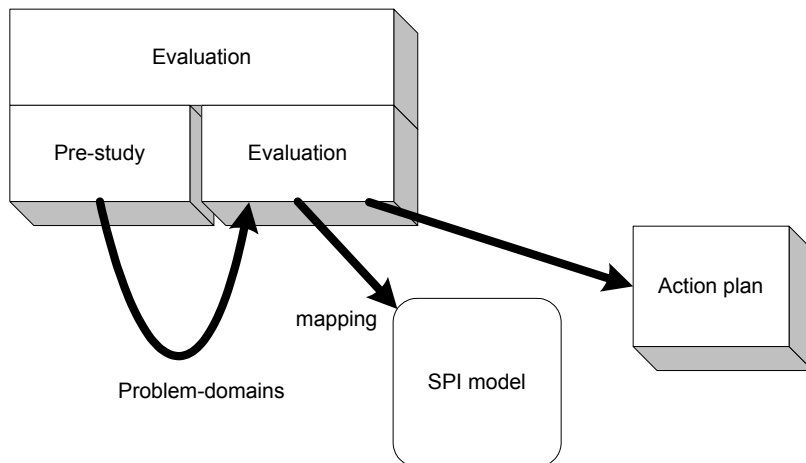 Evaluation
Pre-study
Evaluation
Action plan
mapping
SPI model
Problem-domains